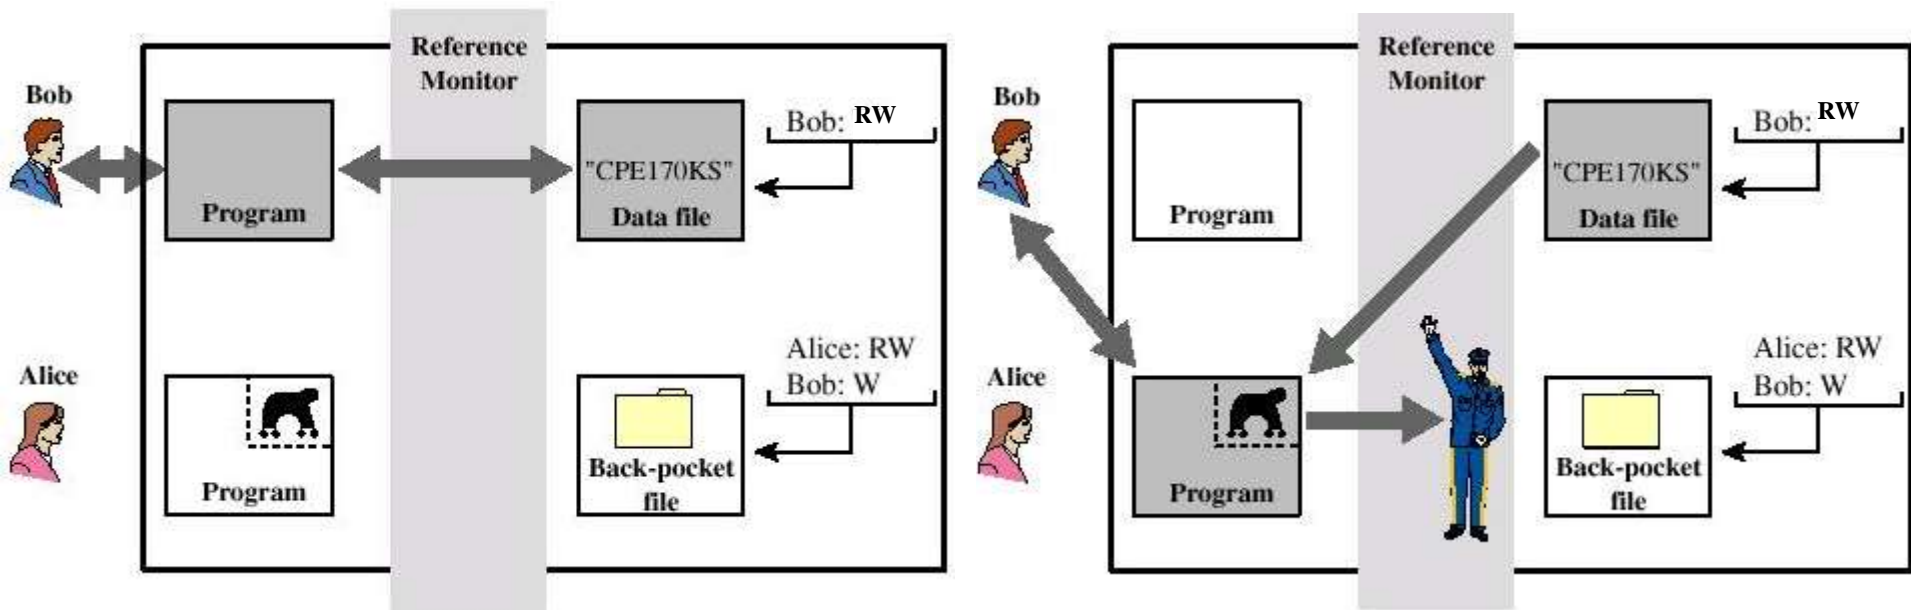 Reference
Monitor
Bob
Bob: RW
"CPE170KS"
Program
Data file
Alice: RW
Bob: W
Alice
Back-pocket
file
Program
Reference
Monitor
Bob
Bob: RW
"CPE170KS"
Program
Data file
Alice: RW
Bob: W
Alice
Back-pocket
file
Program